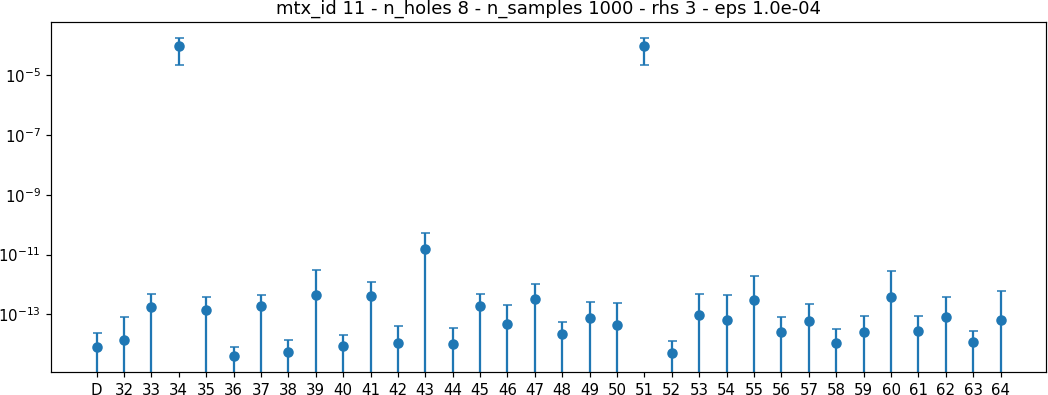 mtx_id 11 - n_holes 8 - n_samples 1000 - rhs 3 - eps 1.0e-04
10⁻⁵
10⁻⁷
10⁻⁹
10⁻¹¹
10⁻¹³
D 32 33 34 35 36 37 38 39 40 41 42 43 44 45 46 47 48 49 50 51 52 53 54 55 56 57 58 59 60 61 62 63 64